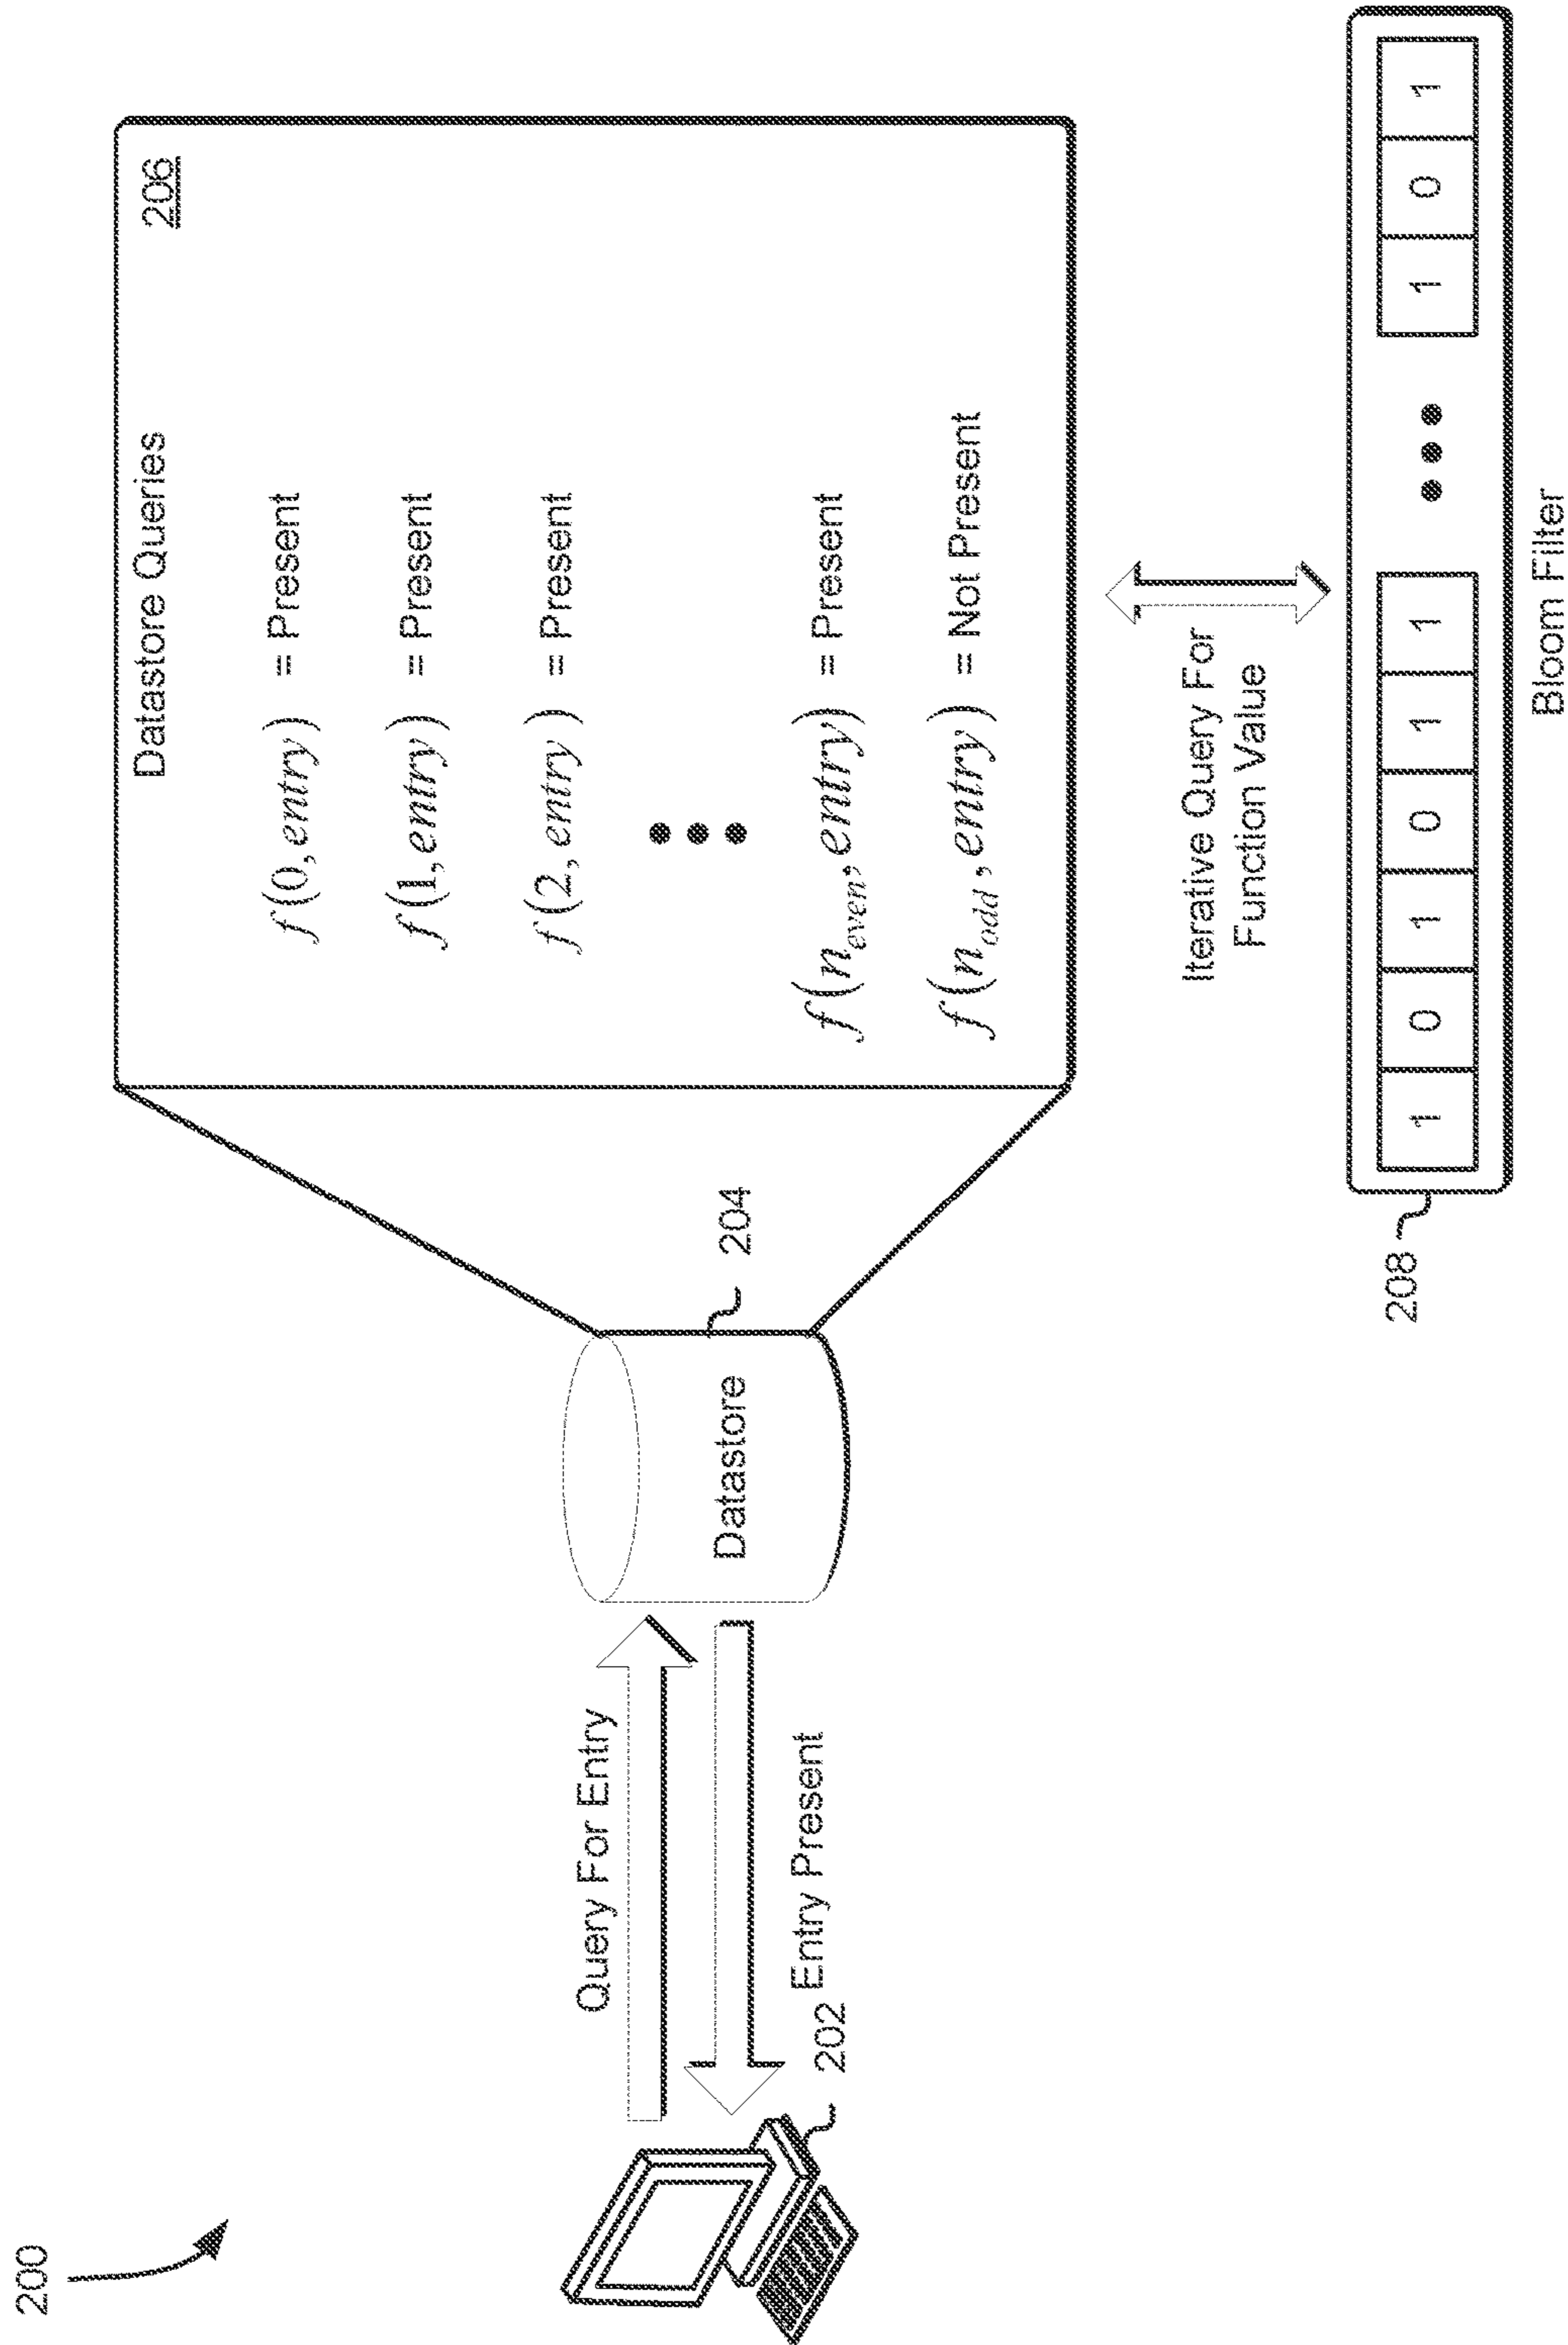 200
Datastore Queries
206
f(0,entry) = Present
f(1,entry) = Present
f(2,entry) = Present
•••
f(n_even,entry) = Present
f(n_odd,entry) = Not Present
Query For Entry
Datastore
204
Entry Present
202
Iterative Query For
Function Value
208
1 0 1 0 1 1 ••• 1 0 1
Bloom Filter